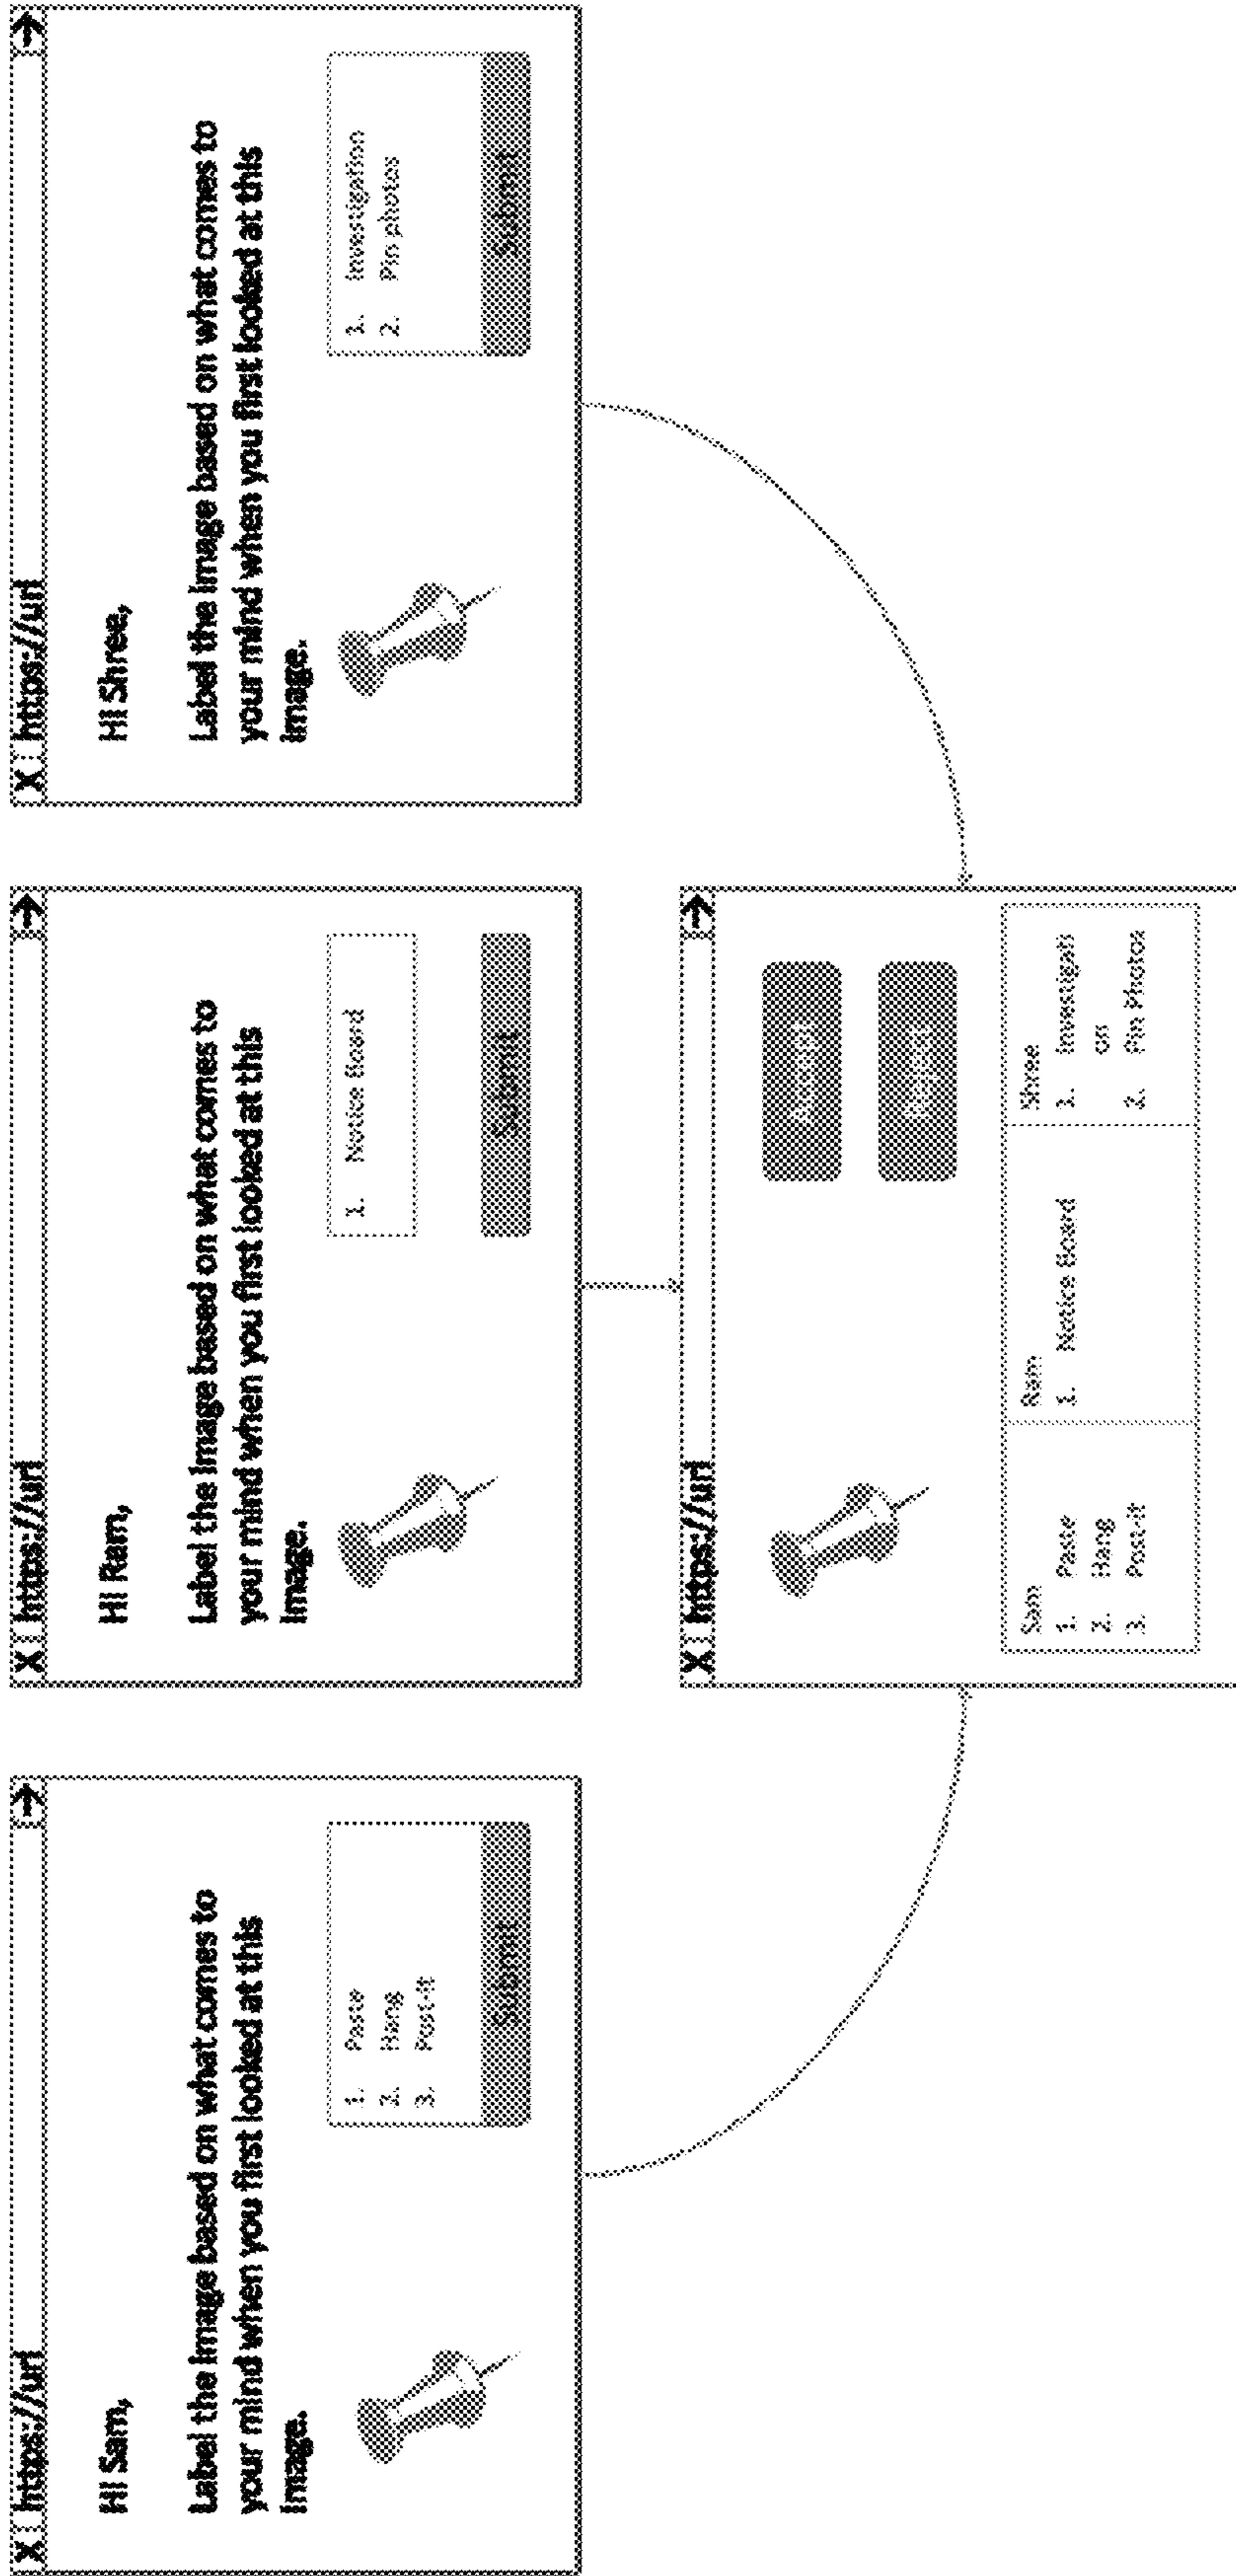 X https://url →
Hi Sam,
Label the image based on what comes to
your mind when you first looked at this
image.
1. Paste
2. Hang
3. Post-It
Submit
X https://url →
Hi Ram,
Label the image based on what comes to
your mind when you first looked at this
image.
1. Notice Board
Submit
X https://url →
Hi Shree,
Label the image based on what comes to
your mind when you first looked at this
image.
1. Investigation
2. Pin photos
Submit
X https://url →
Sam
1. Paste
2. Hang
3. Post-It
Ram
1. Notice Board
Shree
1. Investigati
on
2. Pin Photos